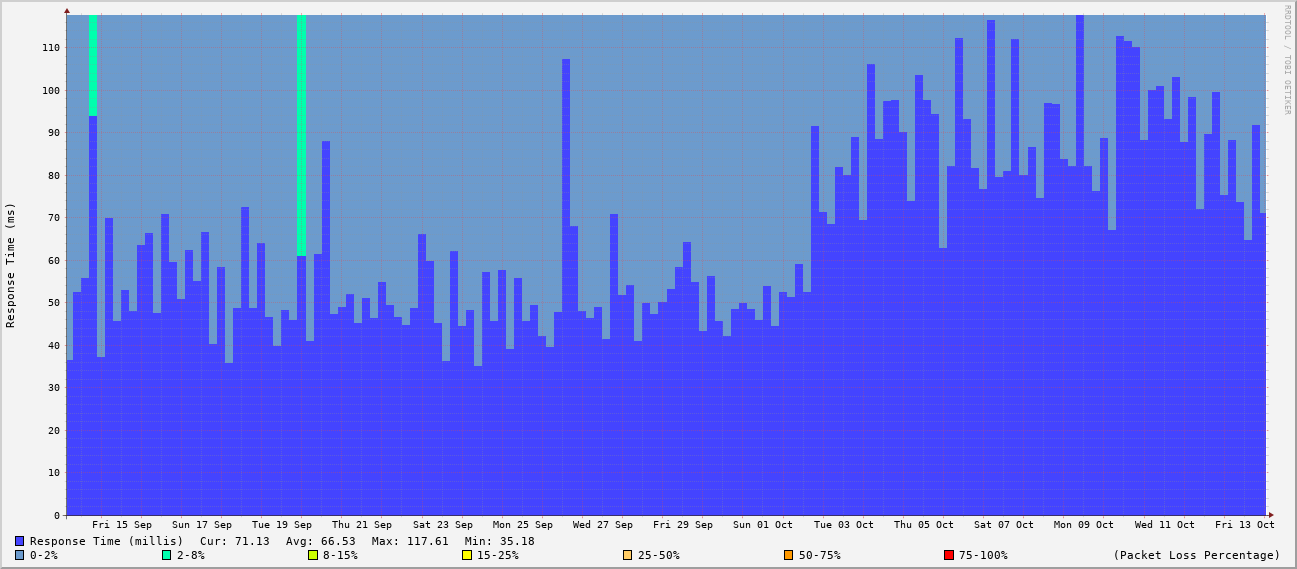 RRDTOOL / TOBI OETIKER
Response Time (ms)
110
100
90
80
70
60
50
40
30
20
10
0
Fri 15 Sep Sun 17 Sep Tue 19 Sep Thu 21 Sep Sat 23 Sep Mon 25 Sep Wed 27 Sep Fri 29 Sep Sun 01 Oct Tue 03 Oct Thu 05 Oct Sat 07 Oct Mon 09 Oct Wed 11 Oct Fri 13 Oct
Response Time (millis) Cur: 71.13 Avg: 66.53 Max: 117.61 Min: 35.18
0-2% 2-8% 8-15% 15-25% 25-50% 50-75% 75-100% (Packet Loss Percentage)